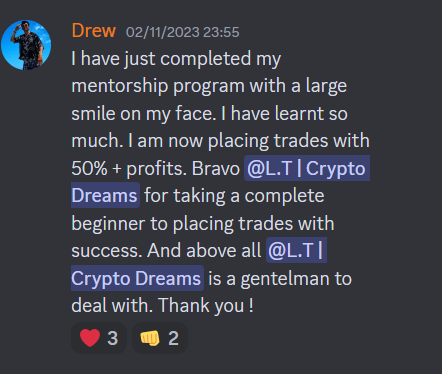 Drew 02/11/2023 23:55
I have just completed my
mentorship program with a large
smile on my face. I have learnt so
much. I am now placing trades with
50% + profits. Bravo @L.T | Crypto
Dreams for taking a complete
beginner to placing trades with
success. And above all @L.T |
Crypto Dreams is a gentelman to
deal with. Thank you !
❤️ 3 👊 2